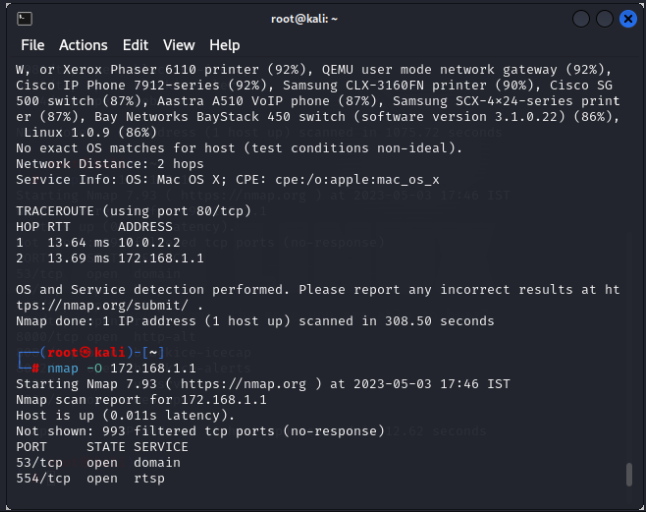 root@kali: ~
File Actions Edit View Help
W, or Xerox Phaser 6110 printer (92%), QEMU user mode network gateway (92%),
Cisco IP Phone 7912-series (92%), Samsung CLX-3160FN printer (90%), Cisco SG
500 switch (87%), Aastra A510 VoIP phone (87%), Samsung SCX-4×24-series print
er (87%), Bay Networks BayStack 450 switch (software version 3.1.0.22) (86%),
Linux 1.0.9 (86%)
No exact OS matches for host (test conditions non-ideal).
Network Distance: 2 hops
Service Info: OS: Mac OS X; CPE: cpe:/o:apple:mac_os_x
TRACEROUTE (using port 80/tcp)
HOP RTT ADDRESS
1 13.64 ms 10.0.2.2
2 13.69 ms 172.168.1.1
OS and Service detection performed. Please report any incorrect results at ht
tps://nmap.org/submit/ .
Nmap done: 1 IP address (1 host up) scanned in 308.50 seconds
(root㉿kali)-[~]
# nmap -O 172.168.1.1
Starting Nmap 7.93 ( https://nmap.org ) at 2023-05-03 17:46 IST
Nmap scan report for 172.168.1.1
Host is up (0.011s latency).
Not shown: 993 filtered tcp ports (no-response)
PORT STATE SERVICE
53/tcp open domain
554/tcp open rtsp